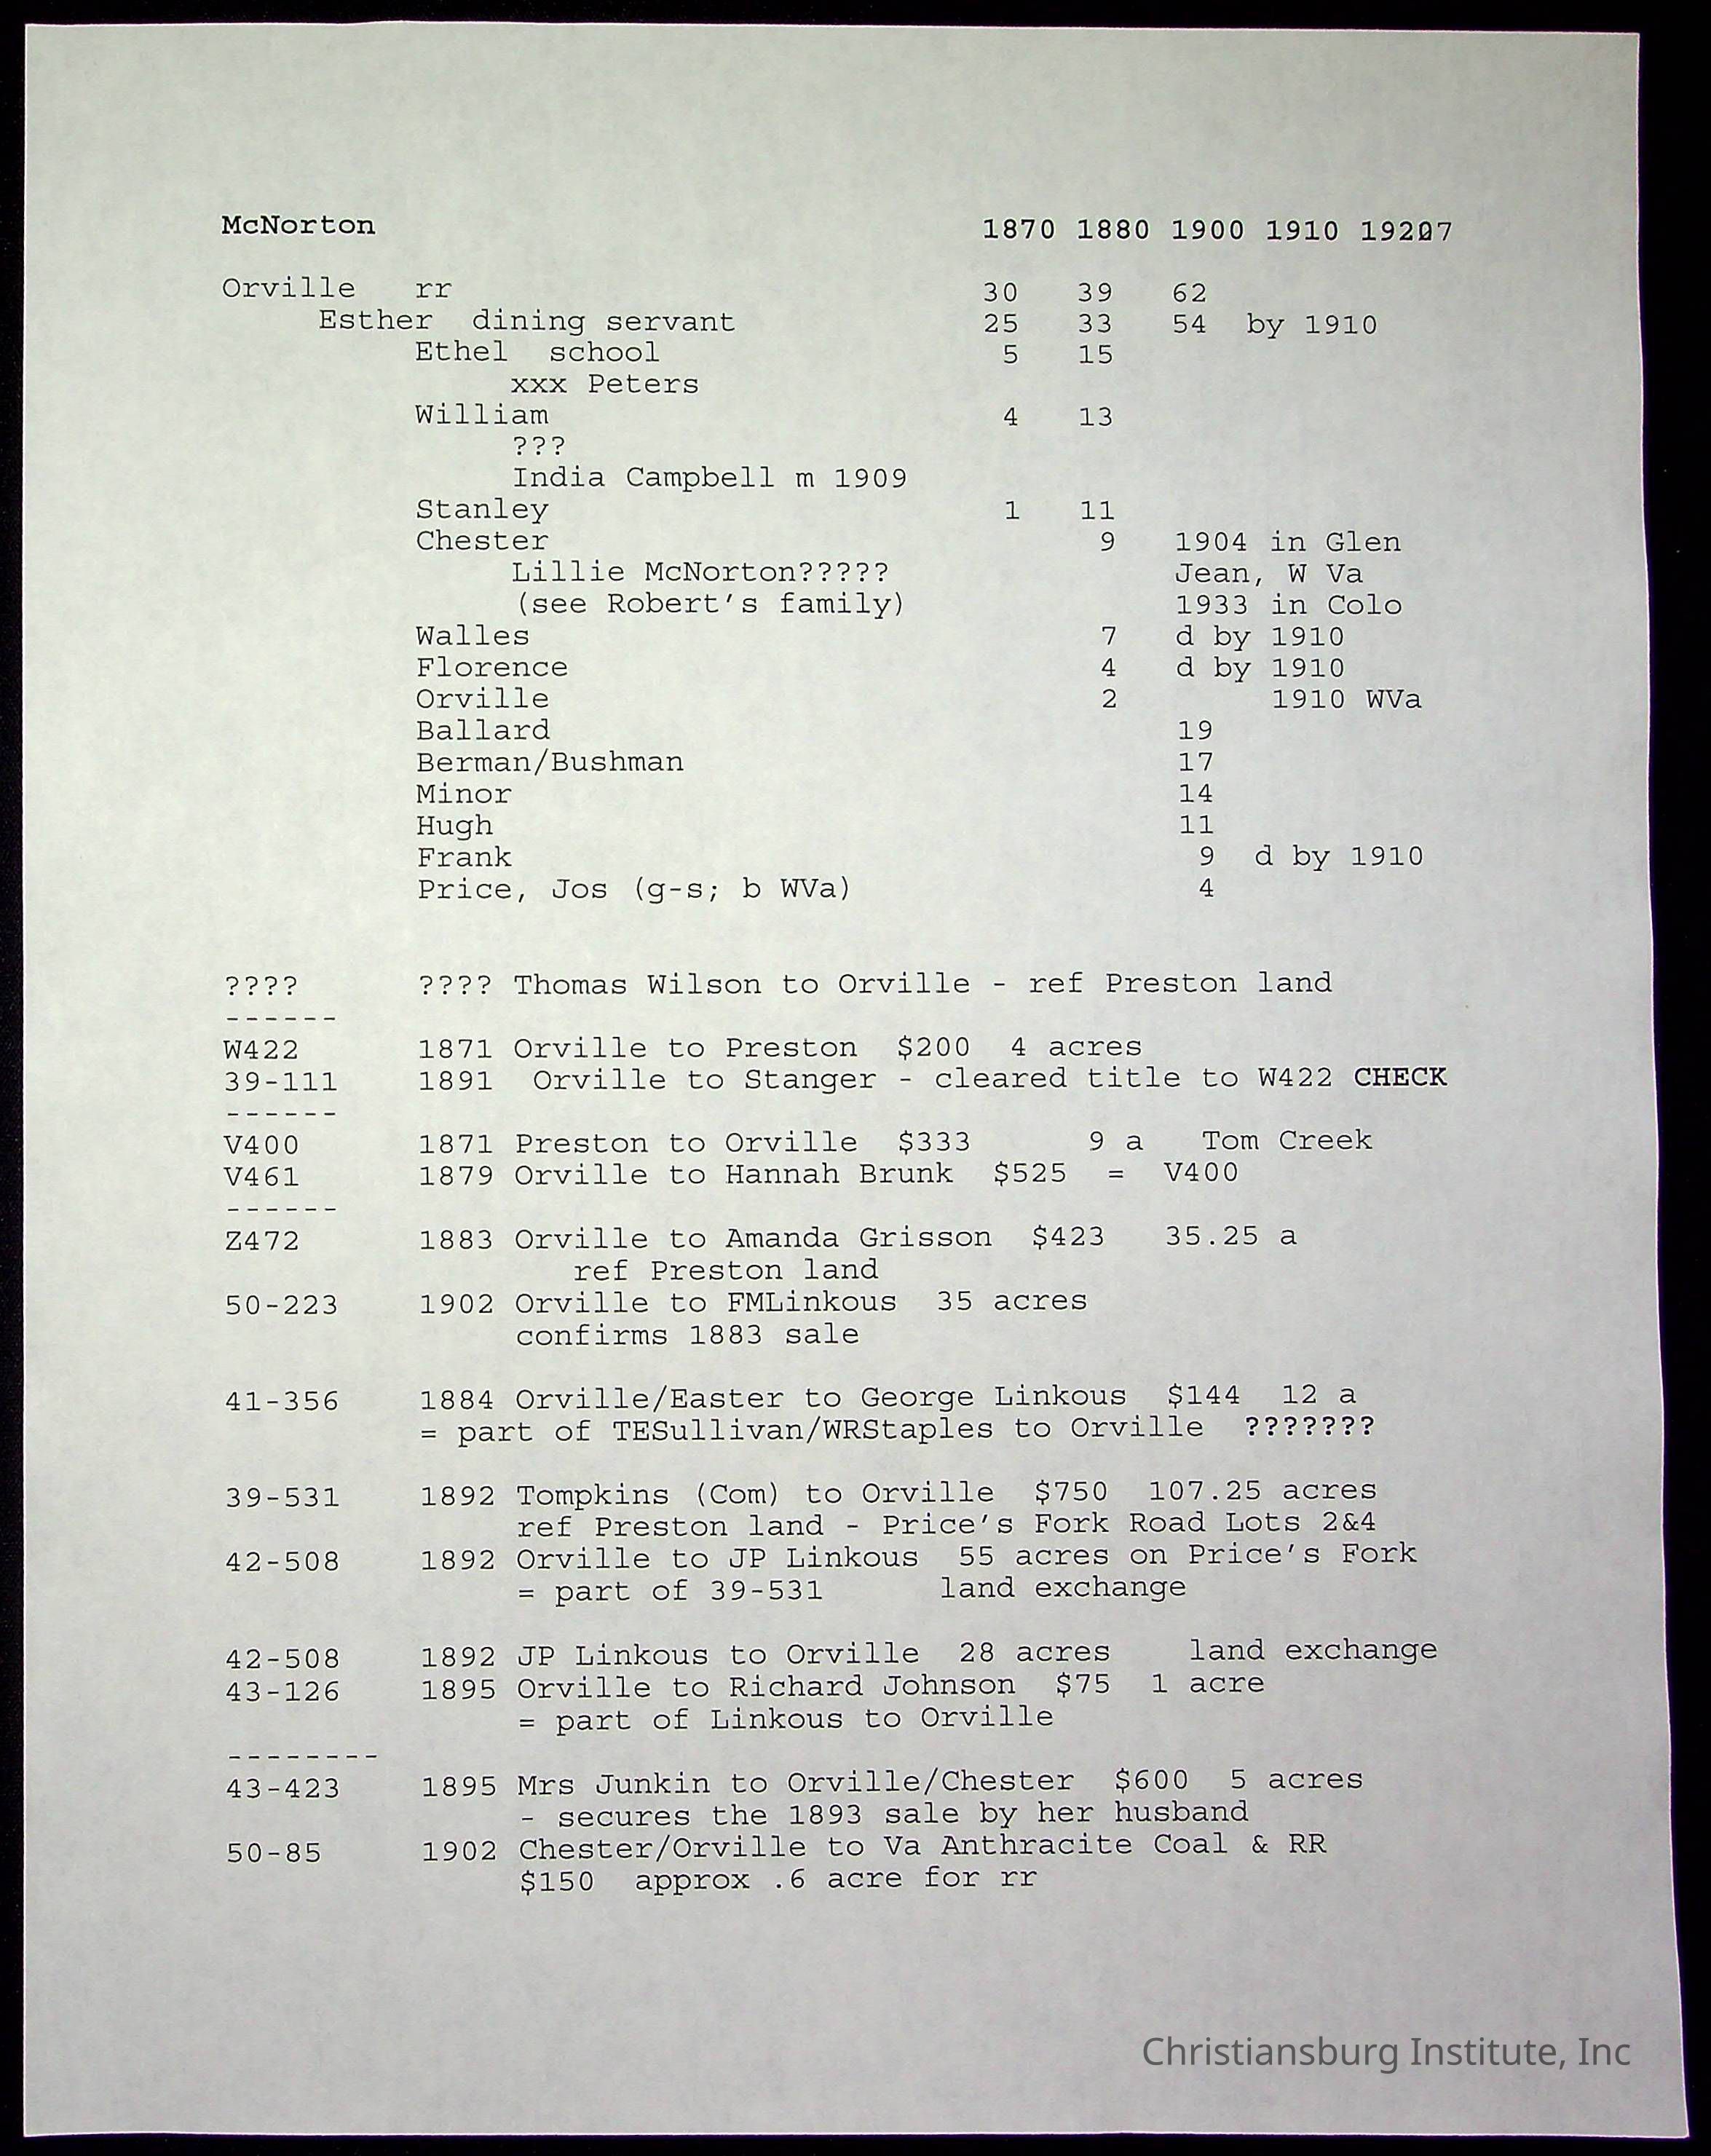 McNorton 1870 1880 1900 1910 19207
Orville rr 30 39 62
Esther dining servant 25 33 54 by 1910
Ethel school 5 15
xxx Peters
William 4 13
???
India Campbell m 1909
Stanley 1 11
Chester 9 1904 in Glen
Lillie McNorton????? Jean, W Va
(see Robert's family) 1933 in Colo
Walles 7 d by 1910
Florence 4 d by 1910
Orville 2 1910 WVa
Ballard 19
Berman/Bushman 17
Minor 14
Hugh 11
Frank 9 d by 1910
Price, Jos (g-s; b WVa) 4
???? ???? Thomas Wilson to Orville - ref Preston land
------
W422 1871 Orville to Preston $200 4 acres
39-111 1891 Orville to Stanger - cleared title to W422 CHECK
------
V400 1871 Preston to Orville $333 9 a Tom Creek
V461 1879 Orville to Hannah Brunk $525 = V400
------
Z472 1883 Orville to Amanda Grisson $423 35.25 a
ref Preston land
50-223 1902 Orville to FMLinkous 35 acres
confirms 1883 sale
41-356 1884 Orville/Easter to George Linkous $144 12 a
= part of TESullivan/WRStaples to Orville ???????
39-531 1892 Tompkins (Com) to Orville $750 107.25 acres
ref Preston land - Price's Fork Road Lots 2&4
42-508 1892 Orville to JP Linkous 55 acres on Price's Fork
= part of 39-531 land exchange
42-508 1892 JP Linkous to Orville 28 acres land exchange
43-126 1895 Orville to Richard Johnson $75 1 acre
= part of Linkous to Orville
--------
43-423 1895 Mrs Junkin to Orville/Chester $600 5 acres
- secures the 1893 sale by her husband
50-85 1902 Chester/Orville to Va Anthracite Coal & RR
$150 approx .6 acre for rr
Christiansburg Institute, Inc